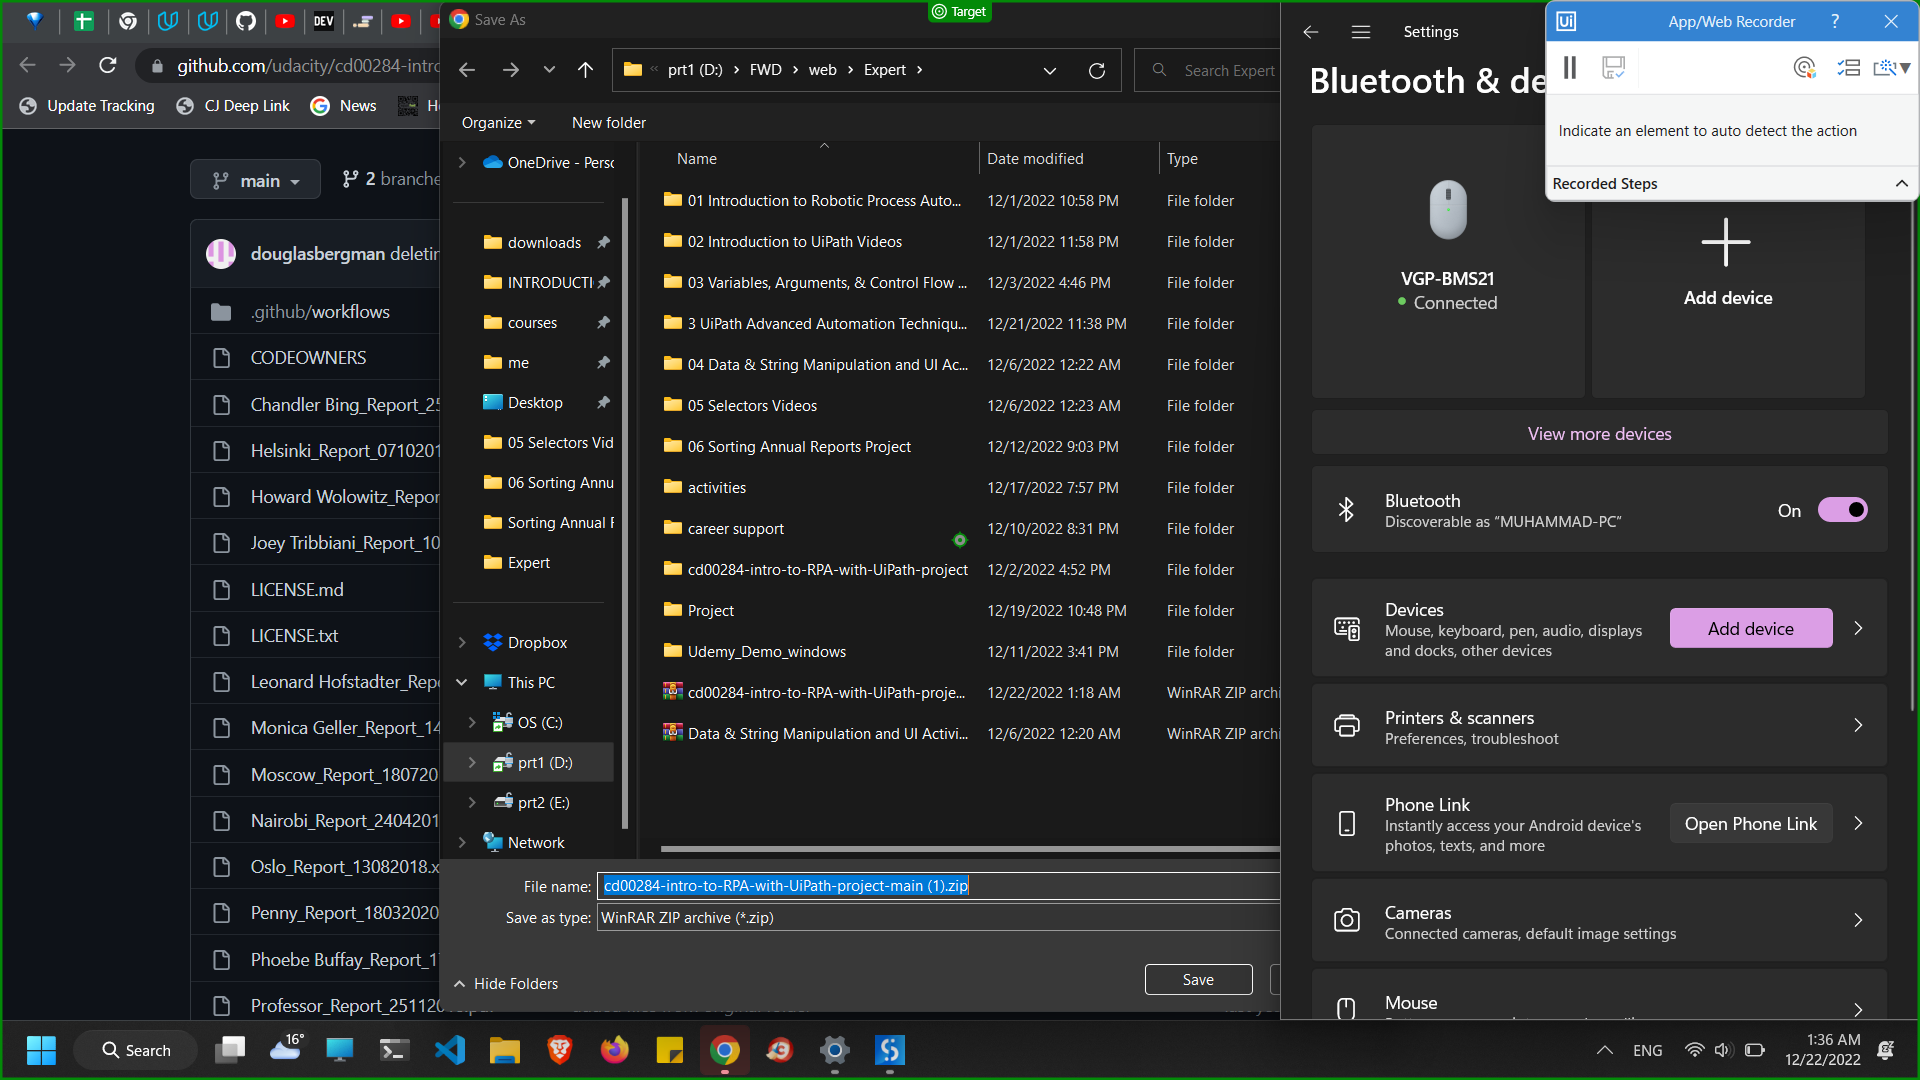 Target
DEV
github.com/udacity/cd00284-intro
Update Tracking
CJ Deep Link
News
main
2 branche
douglasbergman deletin
.github/workflows
CODEOWNERS
Chandler Bing_Report_25
Helsinki_Report_0710201
Howard Wolowitz_Repor
Joey Tribbiani_Report_10
LICENSE.md
LICENSE.txt
Leonard Hofstadter_Repo
Monica Geller_Report_14
Moscow_Report_180720
Nairobi_Report_2404201
Oslo_Report_13082018.x
Penny_Report_18032020
Phoebe Buffay_Report_17
Professor_Report_251120
Save As
prt1 (D:) › FWD › web › Expert ›
Search Expert
Organize
New folder
OneDrive - Perso
downloads
INTRODUCTI
courses
me
Desktop
05 Selectors Vid
06 Sorting Annu
Sorting Annual F
Expert
Dropbox
This PC
OS (C:)
prt1 (D:)
prt2 (E:)
Network
Name Date modified Type
01 Introduction to Robotic Process Auto... 12/1/2022 10:58 PM File folder
02 Introduction to UiPath Videos 12/1/2022 11:58 PM File folder
03 Variables, Arguments, & Control Flow ... 12/3/2022 4:46 PM File folder
3 UiPath Advanced Automation Techniqu... 12/21/2022 11:38 PM File folder
04 Data & String Manipulation and UI Ac... 12/6/2022 12:22 AM File folder
05 Selectors Videos 12/6/2022 12:23 AM File folder
06 Sorting Annual Reports Project 12/12/2022 9:03 PM File folder
activities 12/17/2022 7:57 PM File folder
career support 12/10/2022 8:31 PM File folder
cd00284-intro-to-RPA-with-UiPath-project 12/2/2022 4:52 PM File folder
Project 12/19/2022 10:48 PM File folder
Udemy_Demo_windows 12/11/2022 3:41 PM File folder
cd00284-intro-to-RPA-with-UiPath-proje... 12/22/2022 1:18 AM WinRAR ZIP archi
Data & String Manipulation and UI Activi... 12/6/2022 12:20 AM WinRAR ZIP archi
File name: cd00284-intro-to-RPA-with-UiPath-project-main (1).zip
Save as type: WinRAR ZIP archive (*.zip)
Hide Folders
Save
Settings
Bluetooth & de
VGP-BMS21
Connected
Add device
View more devices
Bluetooth
Discoverable as “MUHAMMAD-PC”
On
Devices
Mouse, keyboard, pen, audio, displays
and docks, other devices
Add device
Printers & scanners
Preferences, troubleshoot
Phone Link
Instantly access your Android device's
photos, texts, and more
Open Phone Link
Cameras
Connected cameras, default image settings
Mouse
Ui App/Web Recorder ?
Indicate an element to auto detect the action
Recorded Steps
Search
16°
ENG
1:36 AM
12/22/2022